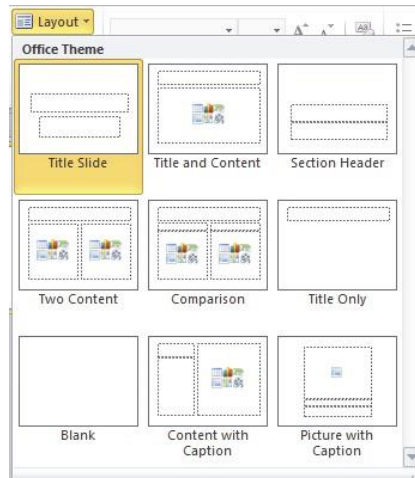 Layout
Office Theme
Title Slide
Title and Content
Section Header
Two Content
Comparison
Title Only
Blank
Content with
Caption
Picture with
Caption